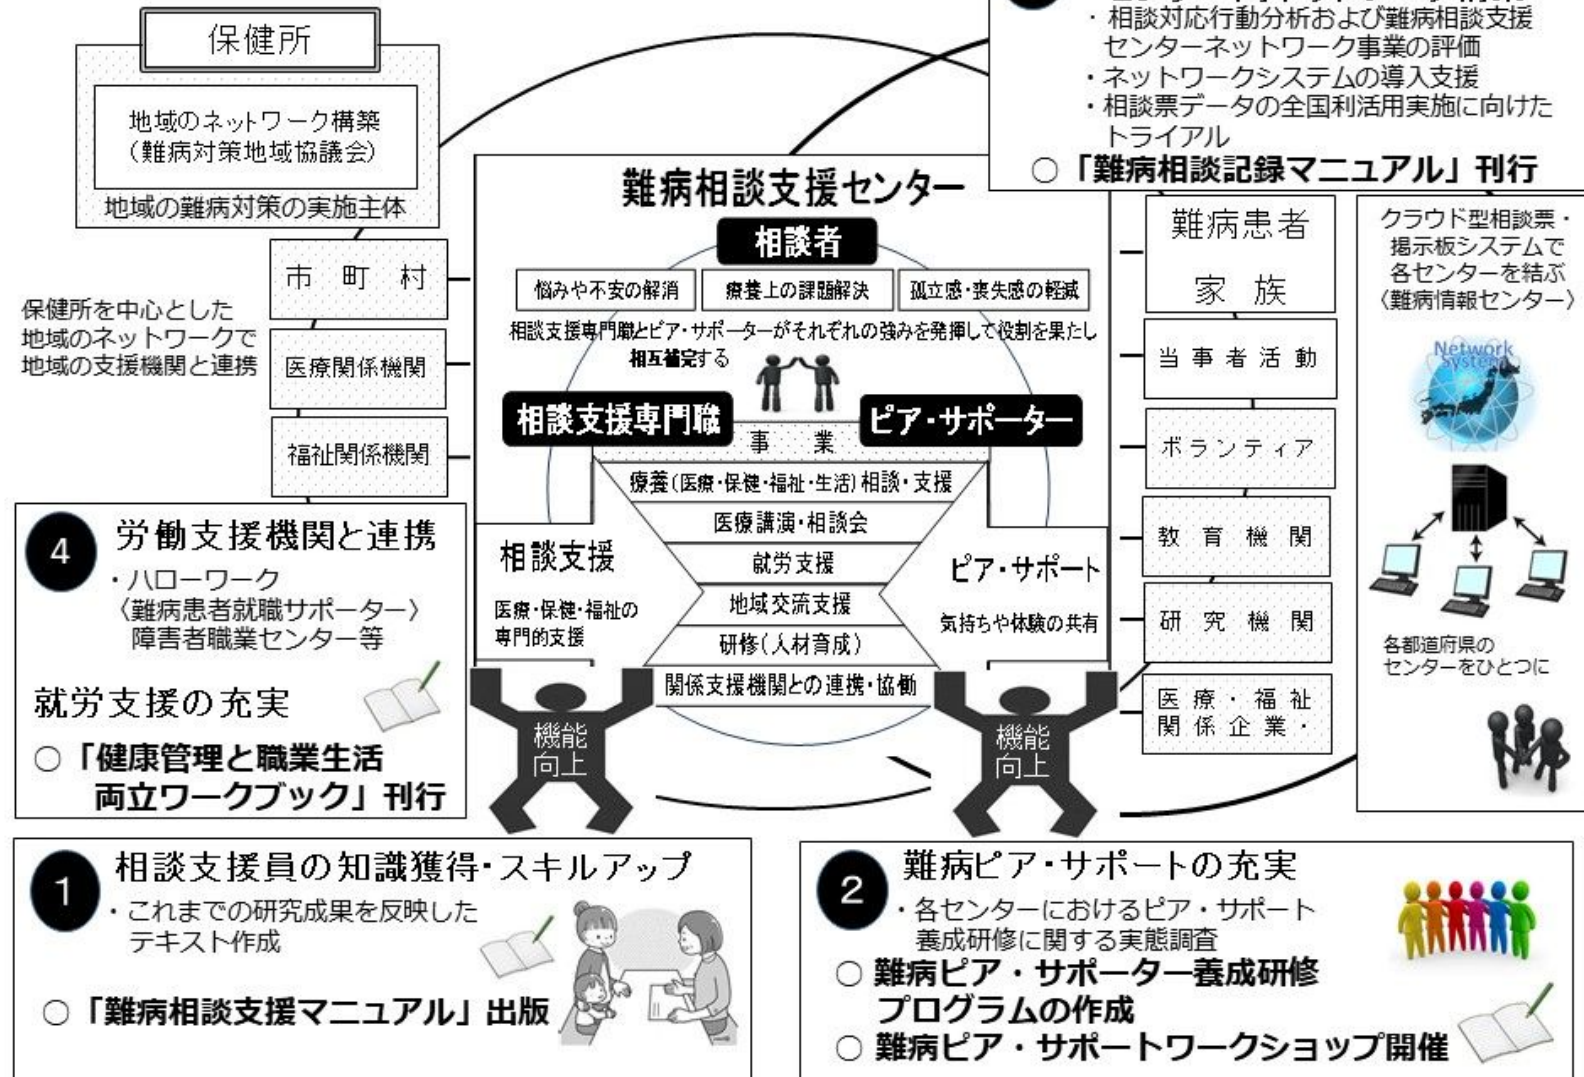 保健所
地域のネットワーク構築
(難病対策地域協議会)
地域の難病対策の実施主体
市町村
医療関係機関
福祉関係機関
保健所を中心とした
地域のネットワークで
地域の支援機関と連携
・相談対応行動分析および難病相談支援
センターネットワーク事業の評価
・ネットワークシステムの導入支援
・相談票データの全国利活用実施に向けた
トライアル
○「難病相談記録マニュアル」刊行
難病相談支援センター
相談者
悩みや不安の解消
療養上の課題解決
孤立感・喪失感の軽減
相談支援専門職とピア・サポーターがそれぞれの強みを発揮して役割を果たし
相互補完する
相談支援専門職
ピア・サポーター
事業
療養(医療・保健・福祉・生活)相談・支援
医療講演・相談会
就労支援
地域交流支援
研修(人材育成)
関係支援機関との連携・協働
相談支援
医療・保健・福祉の
専門的支援
ピア・サポート
気持ちや体験の共有
機能
向上
機能
向上
難病患者
家族
当事者活動
ボランティア
教育機関
研究機関
医療・福祉
関係企業・
クラウド型相談票・
掲示板システムで
各センターを結ぶ
〈難病情報センター〉
Network
System
各都道府県の
センターをひとつに
4
労働支援機関と連携
・ハローワーク
〈難病患者就職サポーター〉
障害者職業センター等
就労支援の充実
○「健康管理と職業生活
両立ワークブック」刊行
1
相談支援員の知識獲得・スキルアップ
・これまでの研究成果を反映した
テキスト作成
○「難病相談支援マニュアル」出版
2
難病ピア・サポートの充実
・各センターにおけるピア・サポート
養成研修に関する実態調査
○ 難病ピア・サポーター養成研修
プログラムの作成
○ 難病ピア・サポートワークショップ開催